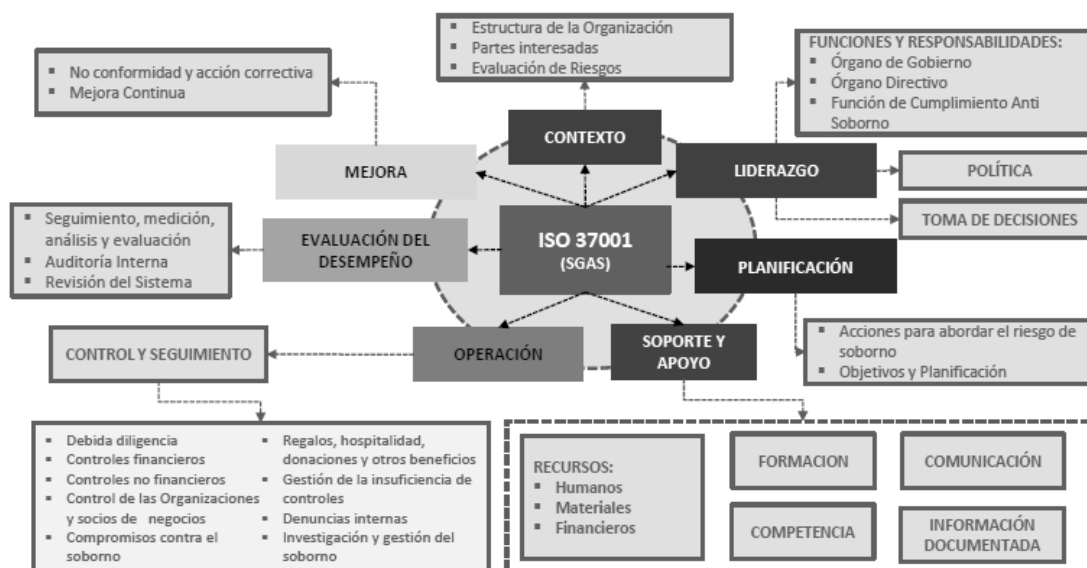 Estructura de la Organización
Partes interesadas
Evaluación de Riesgos
FUNCIONES Y RESPONSABILIDADES:
Órgano de Gobierno
Órgano Directivo
Función de Cumplimiento Anti
Soborno
No conformidad y acción correctiva
Mejora Continua
CONTEXTO
MEJORA
LIDERAZGO
POLÍTICA
TOMA DE DECISIONES
Seguimiento, medición,
análisis y evaluación
Auditoría Interna
Revisión del Sistema
EVALUACIÓN DEL
DESEMPEÑO
ISO 37001
(SGAS)
PLANIFICACIÓN
Acciones para abordar el riesgo de
soborno
Objetivos y Planificación
CONTROL Y SEGUIMIENTO
OPERACIÓN
SOPORTE Y
APOYO
Debida diligencia
Controles financieros
Controles no financieros
Control de las Organizaciones
y socios de negocios
Compromisos contra el
soborno
Regalos, hospitalidad,
donaciones y otros beneficios
Gestión de la insuficiencia de
controles
Denuncias internas
Investigación y gestión del
soborno
RECURSOS:
Humanos
Materiales
Financieros
FORMACION
COMUNICACIÓN
COMPETENCIA
INFORMACIÓN
DOCUMENTADA